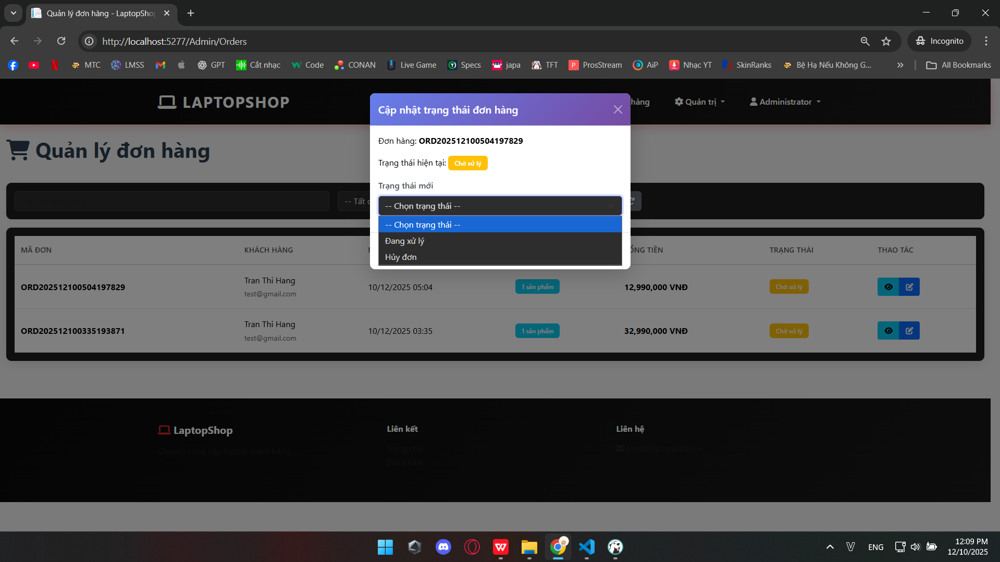 Quản lý đơn hàng - LaptopShop
http://localhost:5277/Admin/Orders
Incognito
MTC
LMSS
GPT
Cắt nhạc
Code
CONAN
Live Game
Specs
japa
TFT
ProsStream
AiP
Nhạc YT
SkinRanks
Bệ Hạ Nếu Không G...
All Bookmarks
LAPTOPSHOP
hàng
Quản trị
Administrator
Cập nhật trạng thái đơn hàng
Đơn hàng: ORD202512100504197829
Trạng thái hiện tại: Chờ xử lý
Trạng thái mới
-- Chọn trạng thái --
-- Chọn trạng thái --
Đang xử lý
Hủy đơn
Quản lý đơn hàng
-- Tất
MÃ ĐƠN
KHÁCH HÀNG
TIỀN
TRẠNG THÁI
THAO TÁC
ORD202512100504197829
Tran Thi Hang
test@gmail.com
10/12/2025 05:04
1 sản phẩm
12,990,000 VNĐ
Chờ xử lý
ORD202512100335193871
Tran Thi Hang
test@gmail.com
10/12/2025 03:35
1 sản phẩm
32,990,000 VNĐ
Chờ xử lý
LaptopShop
Chuyên cung cấp laptop chính hãng
Liên kết
Trang chủ
Sản phẩm
Liên hệ
ENG
12:09 PM
12/10/2025